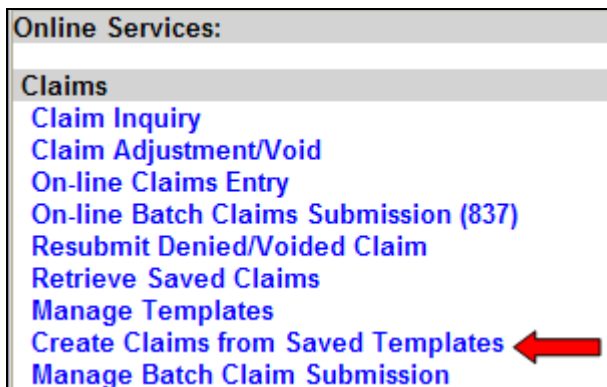 Online Services:
Claims
Claim Inquiry
Claim Adjustment/Void
On-line Claims Entry
On-line Batch Claims Submission (837)
Resubmit Denied/Voided Claim
Retrieve Saved Claims
Manage Templates
Create Claims from Saved Templates
Manage Batch Claim Submission